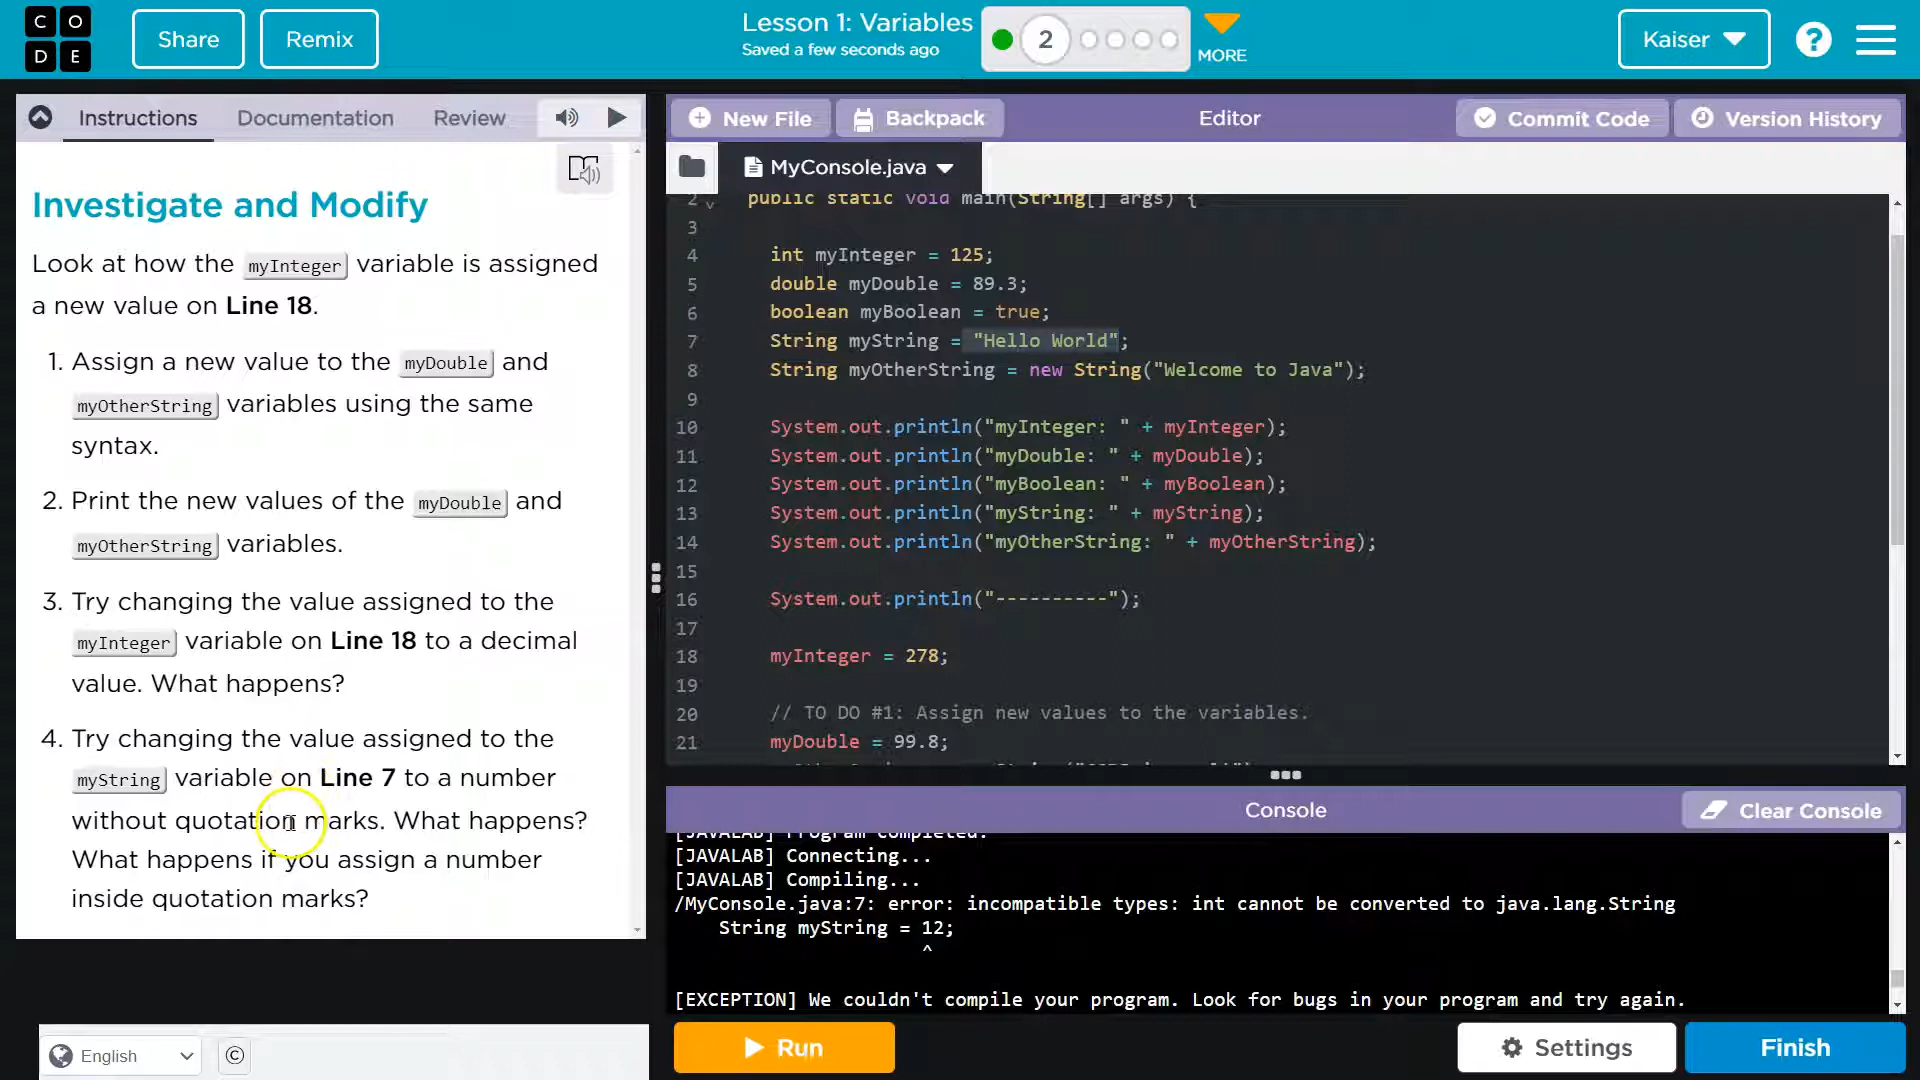 C O
D E
Share
Remix
Lesson 1: Variables
Saved a few seconds ago
2
MORE
Kaiser
?
Instructions
Documentation
Review
Investigate and Modify
Look at how the myInteger variable is assigned
a new value on Line 18.
1. Assign a new value to the myDouble and
myOtherString variables using the same
syntax.
2. Print the new values of the myDouble and
myOtherString variables.
3. Try changing the value assigned to the
myInteger variable on Line 18 to a decimal
value. What happens?
4. Try changing the value assigned to the
myString variable on Line 7 to a number
without quotation marks. What happens?
What happens if you assign a number
inside quotation marks?
English
©
New File
Backpack
Editor
Commit Code
Version History
MyConsole.java
2 public static void main(String[] args) {
3
4 int myInteger = 125;
5 double myDouble = 89.3;
6 boolean myBoolean = true;
7 String myString = "Hello World";
8 String myOtherString = new String("Welcome to Java");
9
10 System.out.println("myInteger: " + myInteger);
11 System.out.println("myDouble: " + myDouble);
12 System.out.println("myBoolean: " + myBoolean);
13 System.out.println("myString: " + myString);
14 System.out.println("myOtherString: " + myOtherString);
15
16 System.out.println("----------");
17
18 myInteger = 278;
19
20 // TO DO #1: Assign new values to the variables.
21 myDouble = 99.8;
Console
Clear Console
[JAVALAB] Program completed.
[JAVALAB] Connecting...
[JAVALAB] Compiling...
/MyConsole.java:7: error: incompatible types: int cannot be converted to java.lang.String
String myString = 12;
^
[EXCEPTION] We couldn't compile your program. Look for bugs in your program and try again.
Run
Settings
Finish